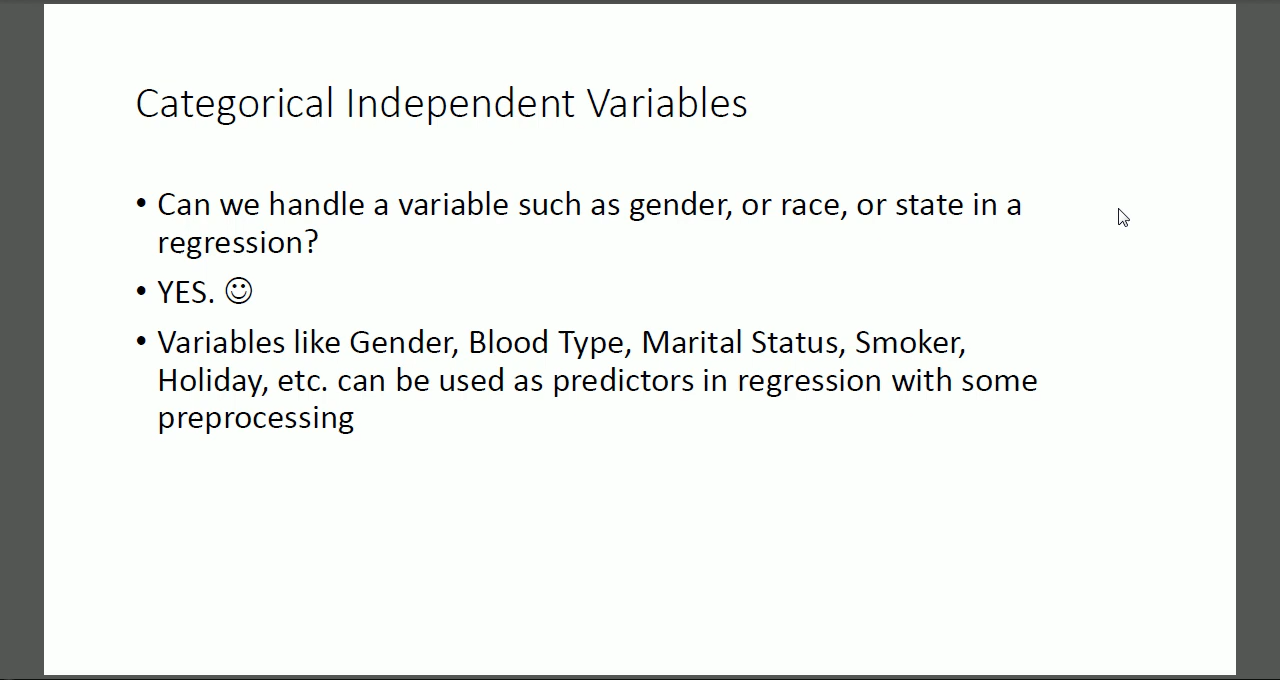 Categorical Independent Variables
• Can we handle a variable such as gender, or race, or state in a
regression?
• YES. ☺
• Variables like Gender, Blood Type, Marital Status, Smoker,
Holiday, etc. can be used as predictors in regression with some
preprocessing